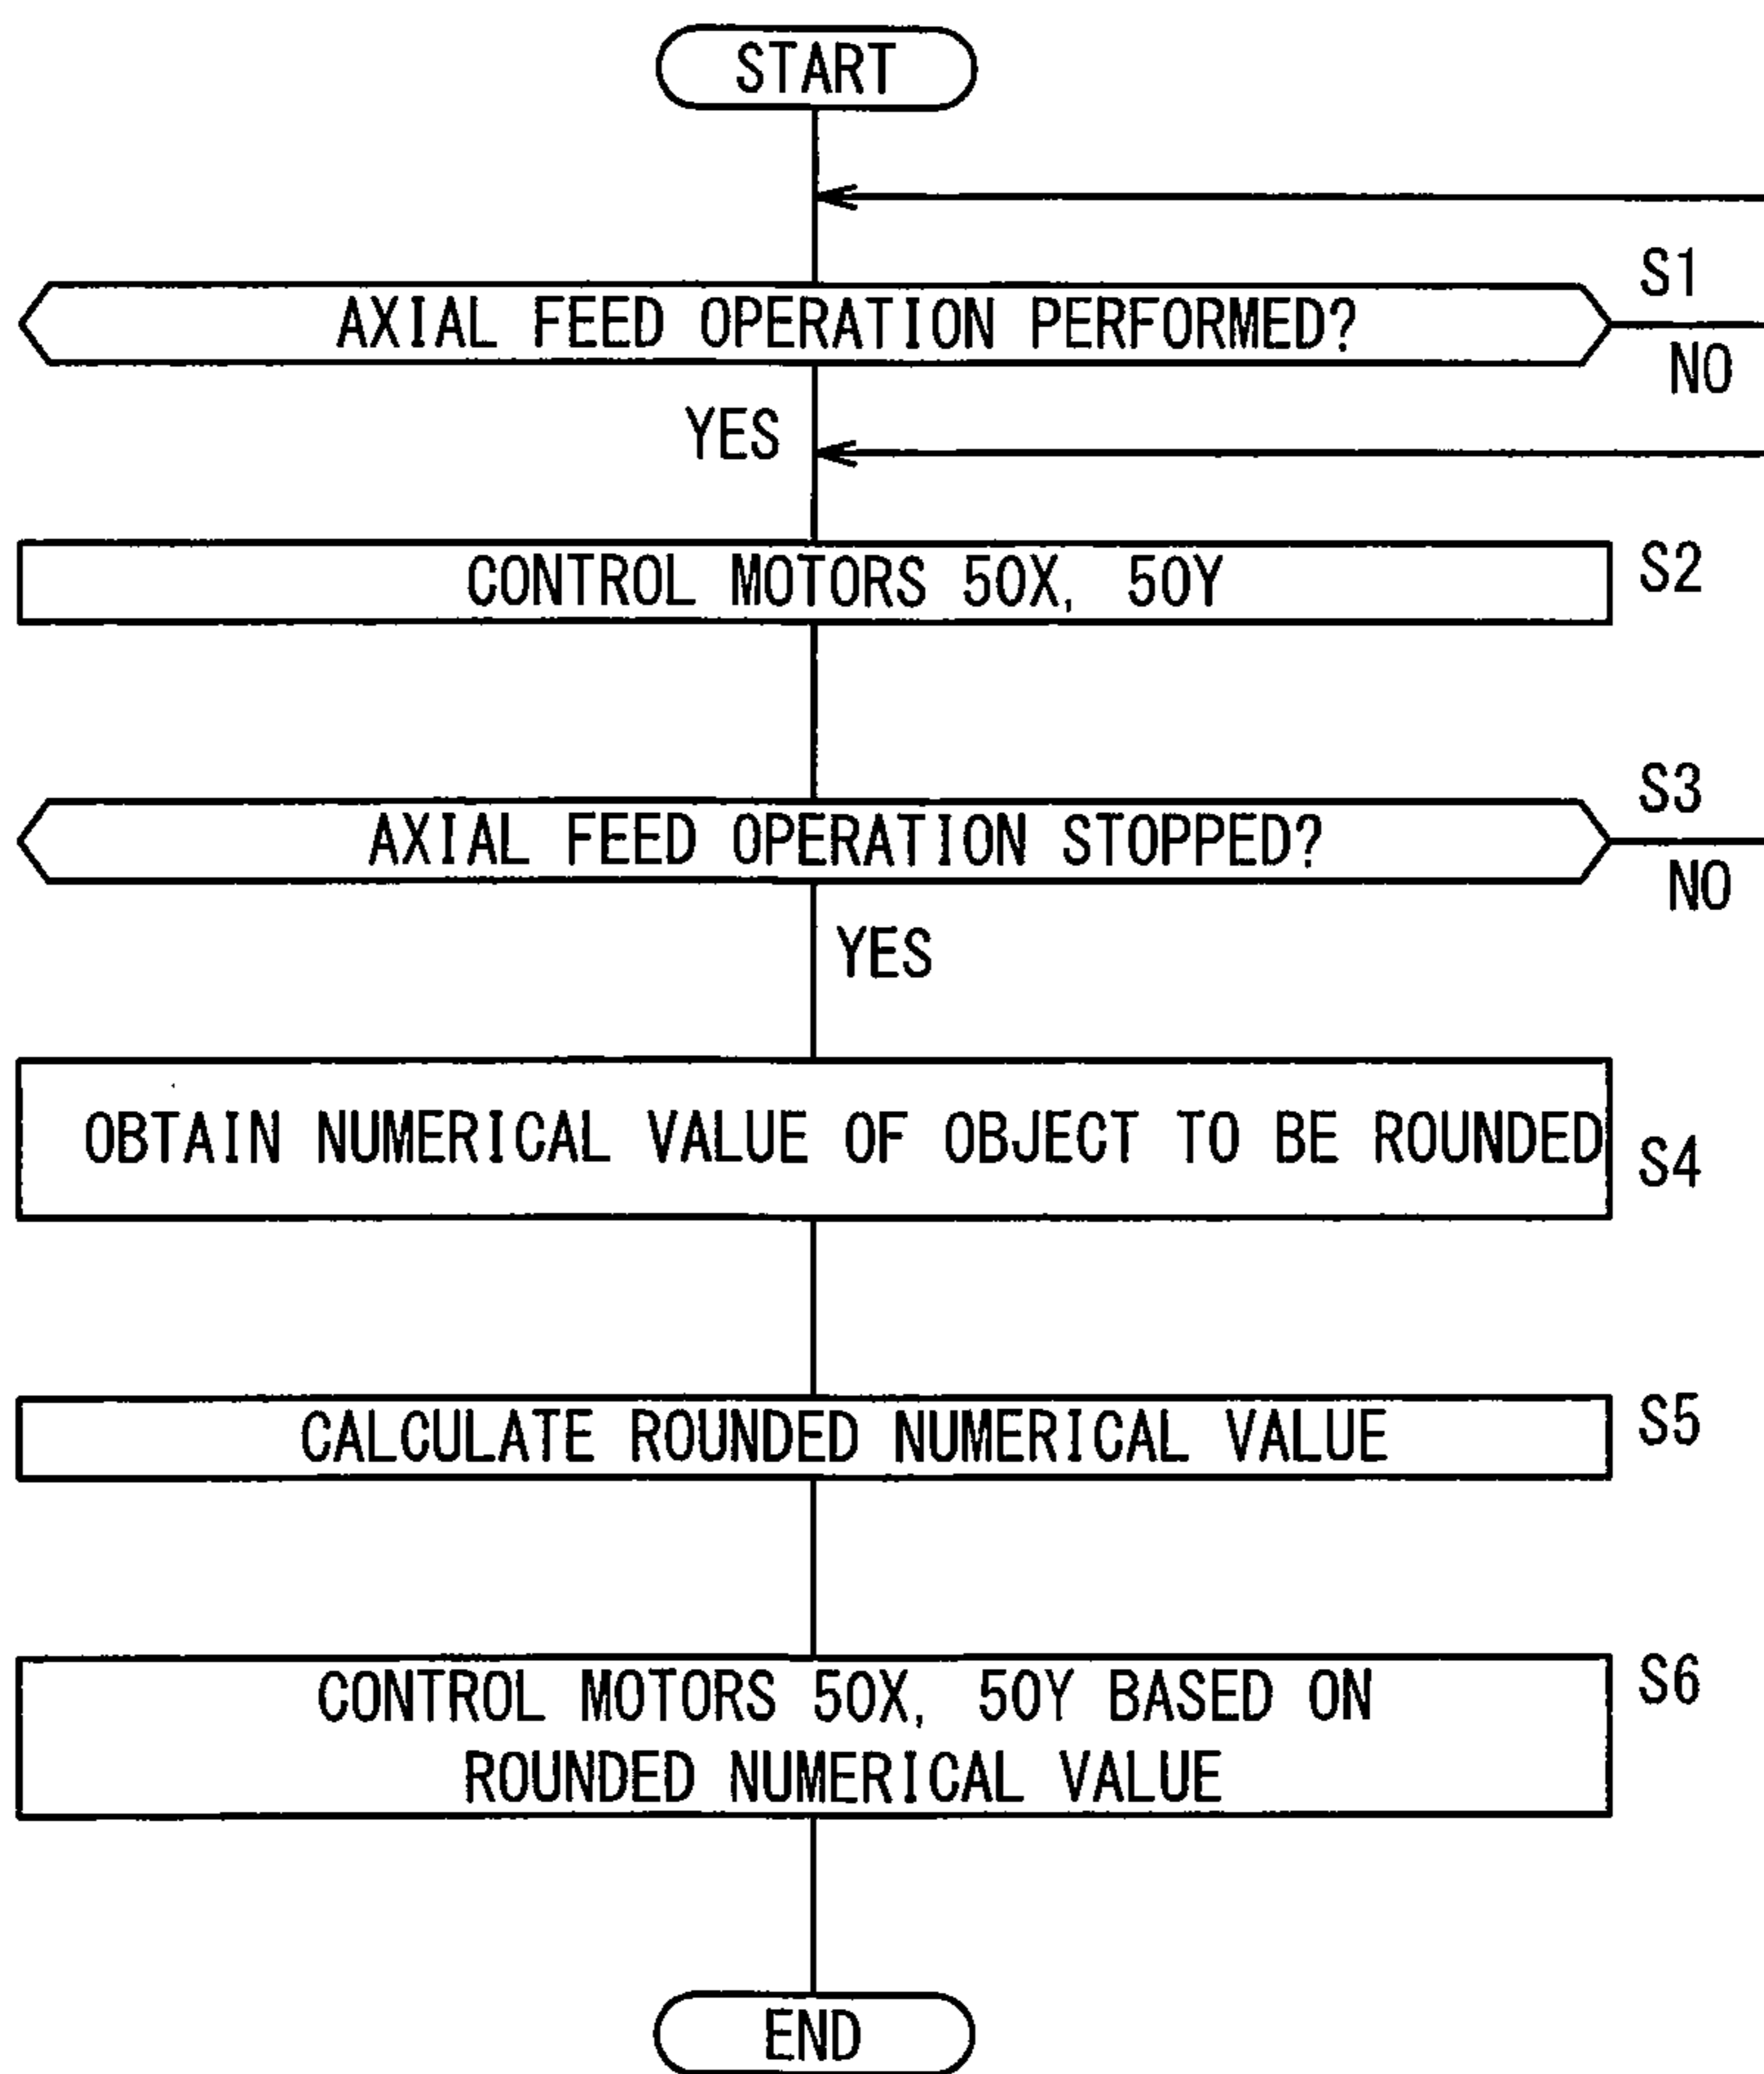 START
S1
AXIAL FEED OPERATION PERFORMED?
NO
YES
CONTROL MOTORS 50X, 50Y
S2
S3
AXIAL FEED OPERATION STOPPED?
NO
YES
OBTAIN NUMERICAL VALUE OF OBJECT TO BE ROUNDED
S4
CALCULATE ROUNDED NUMERICAL VALUE
S5
CONTROL MOTORS 50X, 50Y BASED ON
S6
ROUNDED NUMERICAL VALUE
END